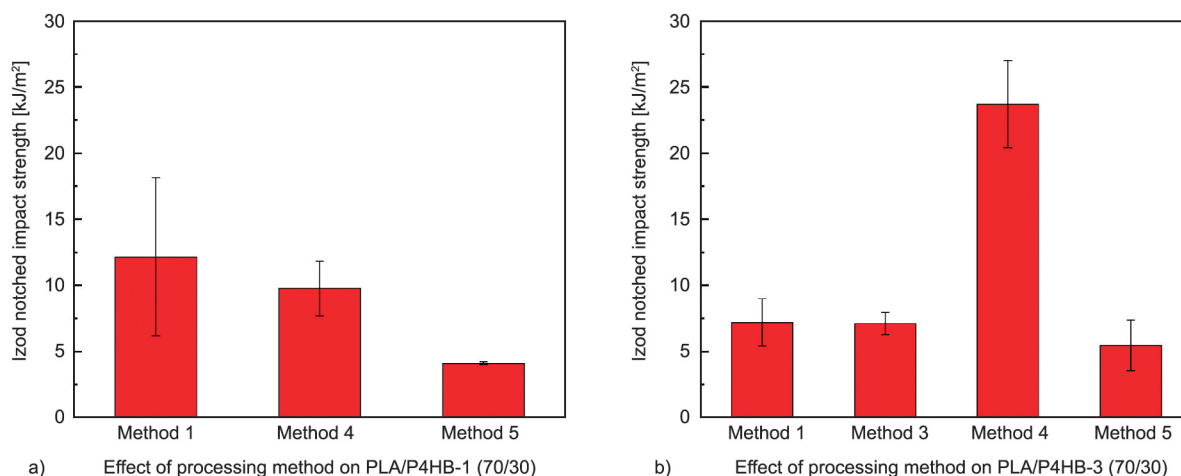 30
25
20
15
10
5
0
Izod notched impact strength [kJ/m²]
Method 1
Method 4
Method 5
a) Effect of processing method on PLA/P4HB-1 (70/30)
30
25
20
15
10
5
0
Izod notched impact strength [kJ/m²]
Method 1
Method 3
Method 4
Method 5
b) Effect of processing method on PLA/P4HB-3 (70/30)